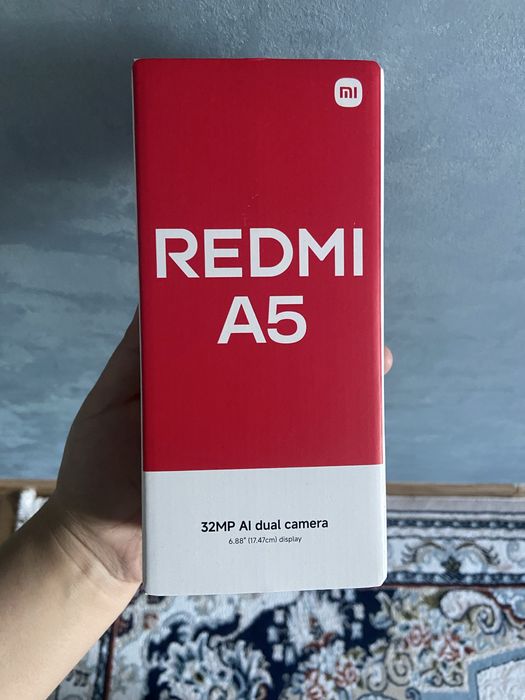 mi
REDMI
A5
32MP AI dual camera
6.88" (17.47cm) display